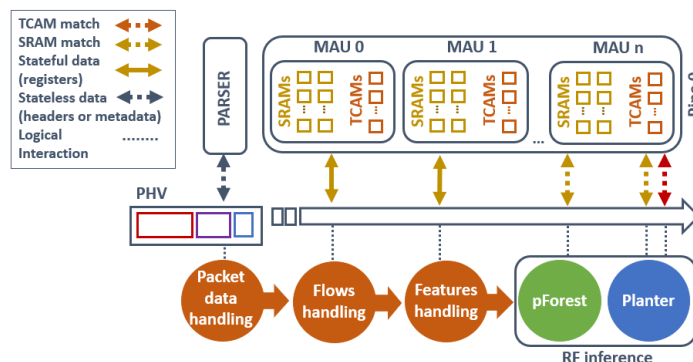 TCAM match
SRAM match
Stateful data
(registers)
Stateless data
(headers or metadata)
Logical
Interaction
PARSER
MAU 0
SRAMs
TCAMs
MAU 1
SRAMs
TCAMs
...
MAU n
SRAMs
TCAMs
PHV
Packet
data
handling
Flows
handling
Features
handling
pForest
Planter
RF inference